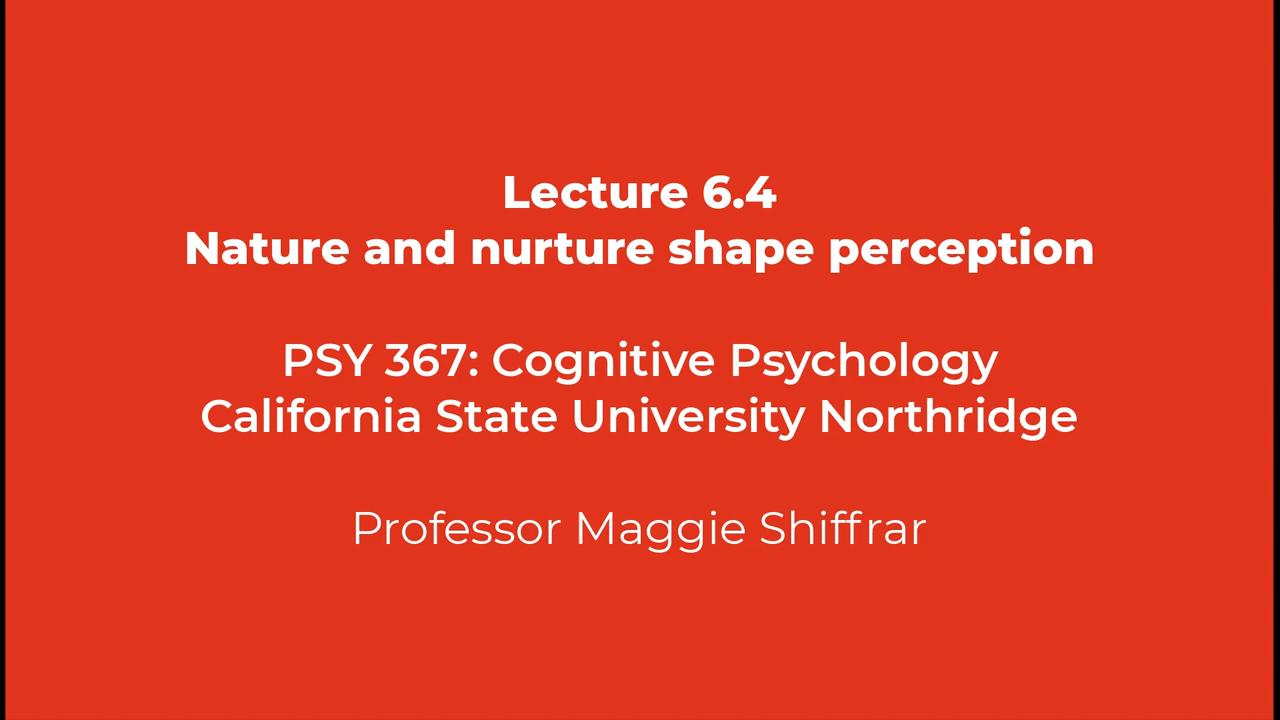 Lecture 6.4
Nature and nurture shape perception
PSY 367: Cognitive Psychology
California State University Northridge
Professor Maggie Shiffrar